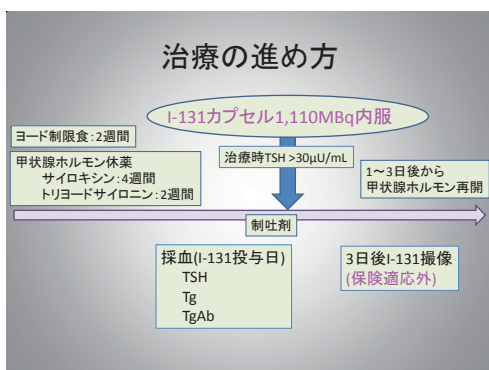 治療の進め方
I-131カプセル1,110MBq内服
ヨード制限食:2週間
甲状腺ホルモン休薬
サイロキシン:4週間
トリヨードサイロニン:2週間
治療時TSH >30μU/mL
1~3日後から
甲状腺ホルモン再開
制吐剤
採血(I-131投与日)
TSH
Tg
TgAb
3日後I-131撮像
(保険適応外)